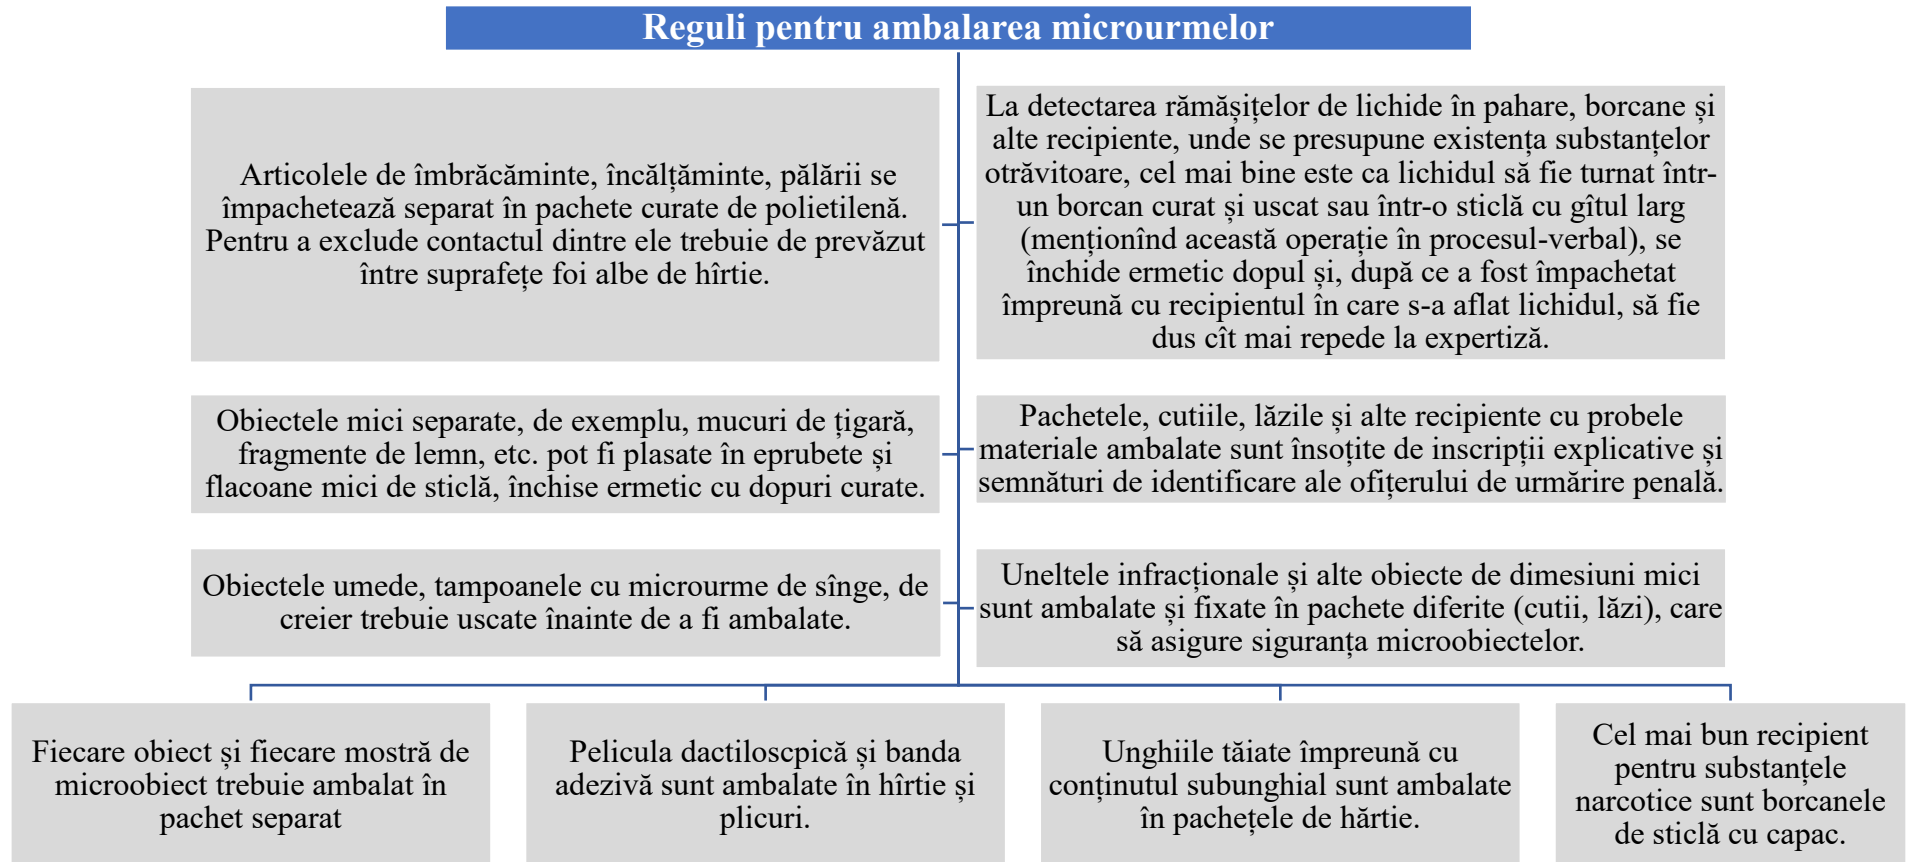 Reguli pentru ambalarea microurmelor
Articolele de îmbrăcăminte, încălțăminte, pălării se
împachetează separat în pachete curate de polietilenă.
Pentru a exclude contactul dintre ele trebuie de prevăzut
între suprafețe foi albe de hîrtie.
La detectarea rămășițelor de lichide în pahare, borcane și
alte recipiente, unde se presupune existența substanțelor
otrăvitoare, cel mai bine este ca lichidul să fie turnat într-
un borcan curat și uscat sau într-o sticlă cu gîtul larg
(menționînd această operație în procesul-verbal), se
închide ermetic dopul și, după ce a fost împachetat
împreună cu recipientul în care s-a aflat lichidul, să fie
dus cît mai repede la expertiză.
Obiectele mici separate, de exemplu, mucuri de țigară,
fragmente de lemn, etc. pot fi plasate în eprubete și
flacoane mici de sticlă, închise ermetic cu dopuri curate.
Pachetele, cutiile, lăzile și alte recipiente cu probele
materiale ambalate sunt însoțite de inscripții explicative și
semnături de identificare ale ofițerului de urmărire penală.
Obiectele umede, tampoanele cu microurme de sînge, de
creier trebuie uscate înainte de a fi ambalate.
Uneltele infracționale și alte obiecte de dimesiuni mici
sunt ambalate și fixate în pachete diferite (cutii, lăzi), care
să asigure siguranța microobiectelor.
Fiecare obiect și fiecare mostră de
microobiect trebuie ambalat în
pachet separat
Pelicula dactiloscpică și banda
adezivă sunt ambalate în hîrtie și
plicuri.
Unghiile tăiate împreună cu
conținutul subunghial sunt ambalate
în pachețele de hărtie.
Cel mai bun recipient
pentru substanțele
narcotice sunt borcanele
de sticlă cu capac.